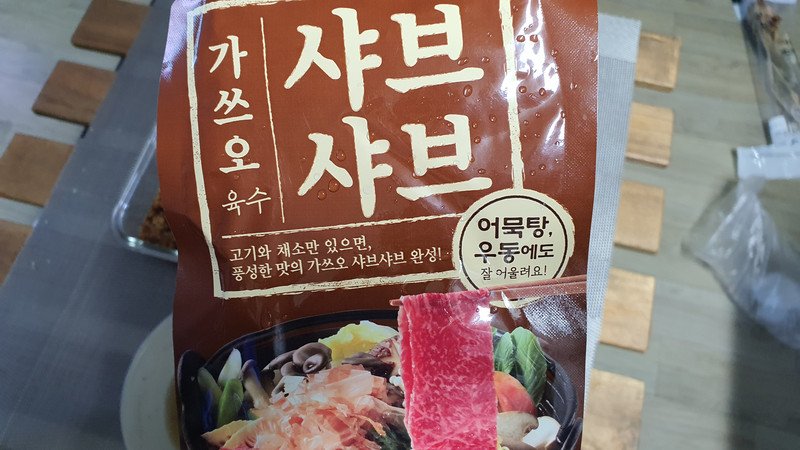 가쓰오
육수
샤브
샤브
고기와 채소만 있으면,
풍성한 맛의 가쓰오 샤브샤브 완성!
어묵탕,
우동에도
잘 어울려요!